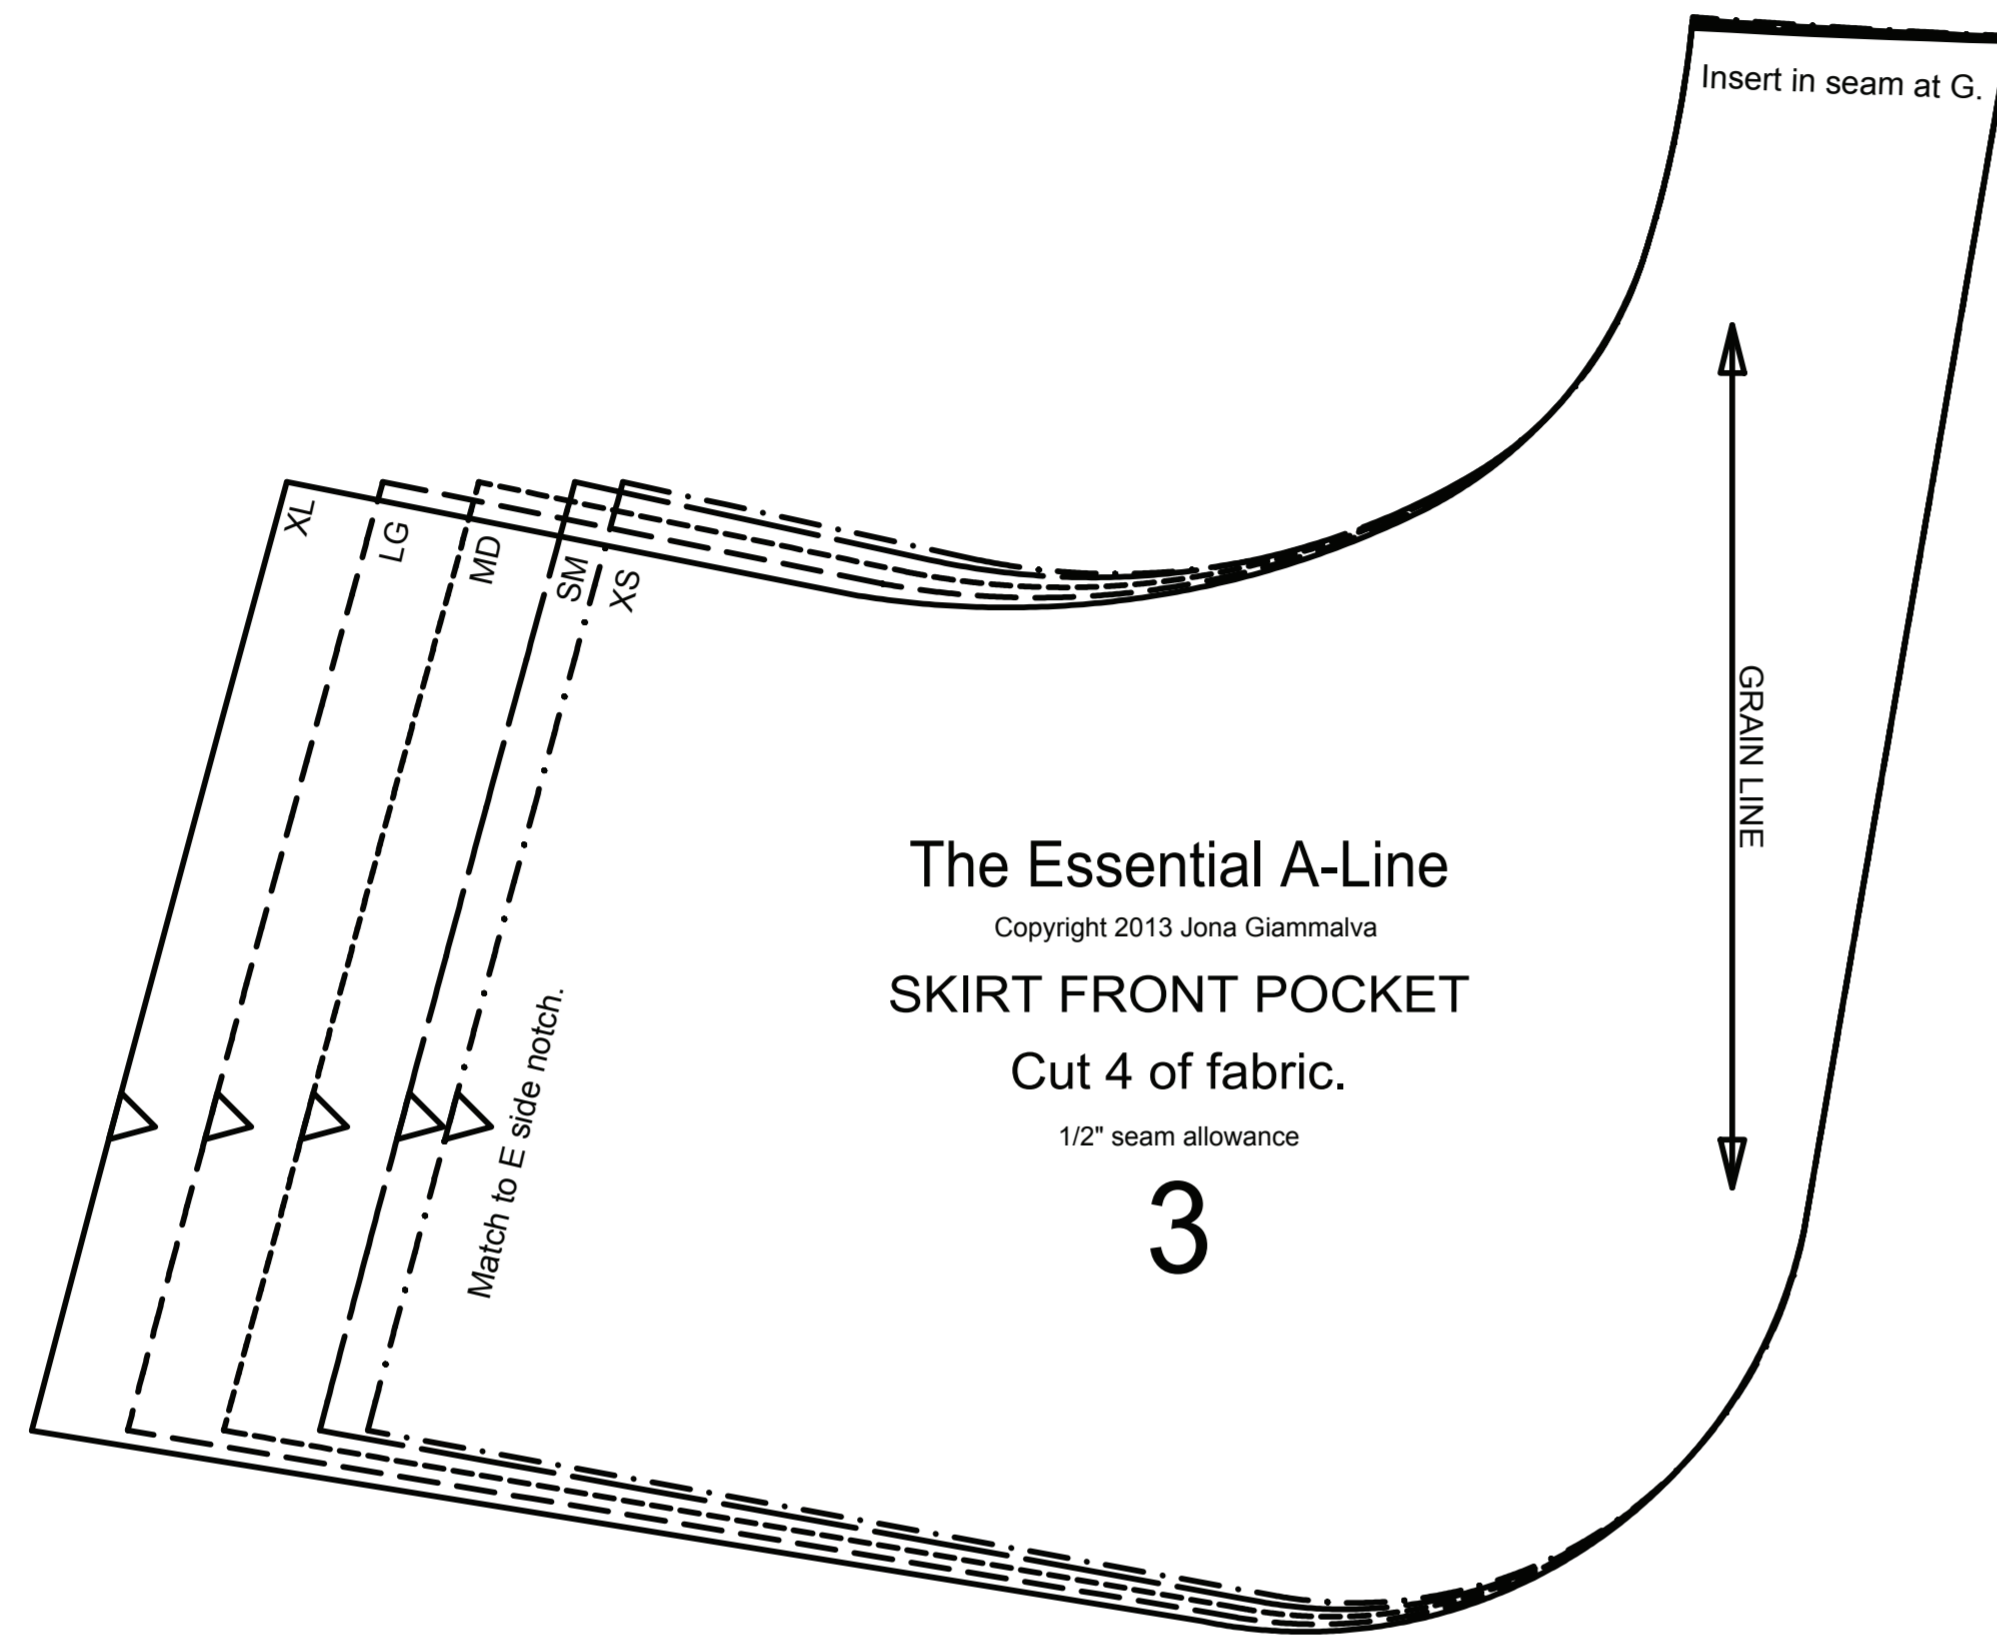 Insert in seam at G.
XL
LG
MD
SM
XS
GRAIN LINE
The Essential A-Line
Copyright 2013 Jona Giammalva
SKIRT FRONT POCKET
Cut 4 of fabric.
1/2" seam allowance
3
Match to E side notch.